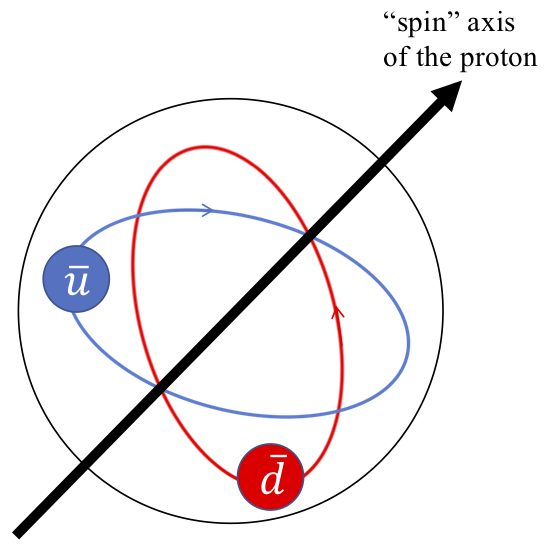 “spin” axis
of the proton
u̅
d̅